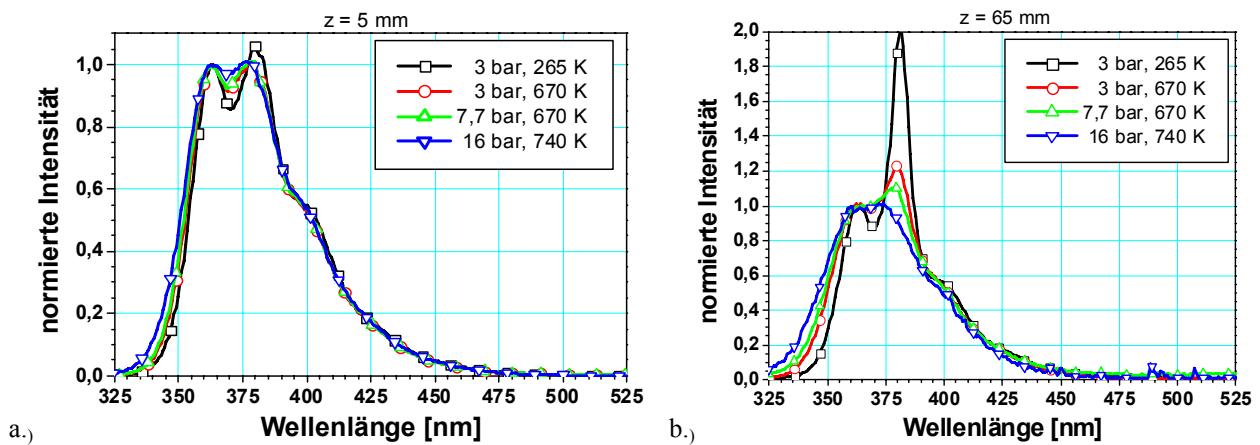 z = 5 mm
normierte Intensität
1,0
0,8
0,6
0,4
0,2
0,0
3 bar, 265 K
3 bar, 670 K
7,7 bar, 670 K
16 bar, 740 K
325 350 375 400 425 450 475 500 525
Wellenlänge [nm]
a.)
z = 65 mm
normierte Intensität
2,0
1,8
1,6
1,4
1,2
1,0
0,8
0,6
0,4
0,2
0,0
3 bar, 265 K
3 bar, 670 K
7,7 bar, 670 K
16 bar, 740 K
325 350 375 400 425 450 475 500 525
Wellenlänge [nm]
b.)